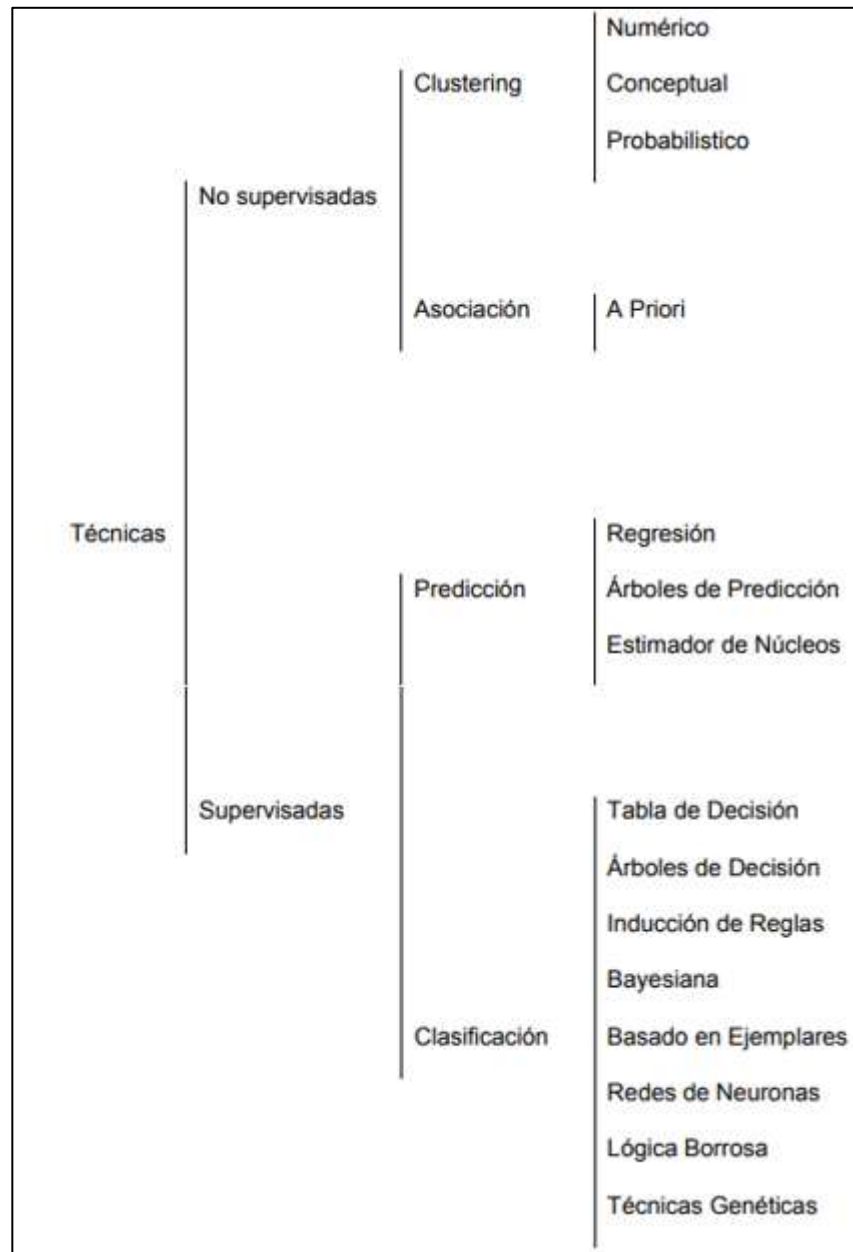 Numérico
Clustering
Conceptual
Probabilistico
No supervisadas
Asociación
A Priori
Técnicas
Regresión
Predicción
Árboles de Predicción
Estimador de Núcleos
Supervisadas
Tabla de Decisión
Árboles de Decisión
Inducción de Reglas
Bayesiana
Clasificación
Basado en Ejemplares
Redes de Neuronas
Lógica Borrosa
Técnicas Genéticas